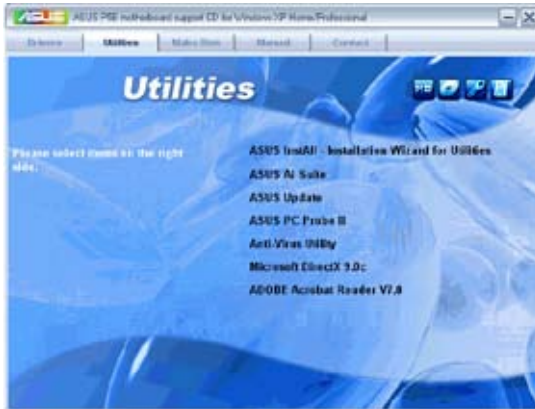 ASUS P5B motherboard support CD for Windows XP Home/Professional
Drivers Utilities Make Disk Manual Contact
Utilities
Please select items on the right
side.
ASUS InstAll - Installation Wizard for Utilities
ASUS AI Suite
ASUS Update
ASUS PC Probe II
Anti-Virus Utility
Microsoft DirectX 9.0c
ADOBE Acrobat Reader V7.0